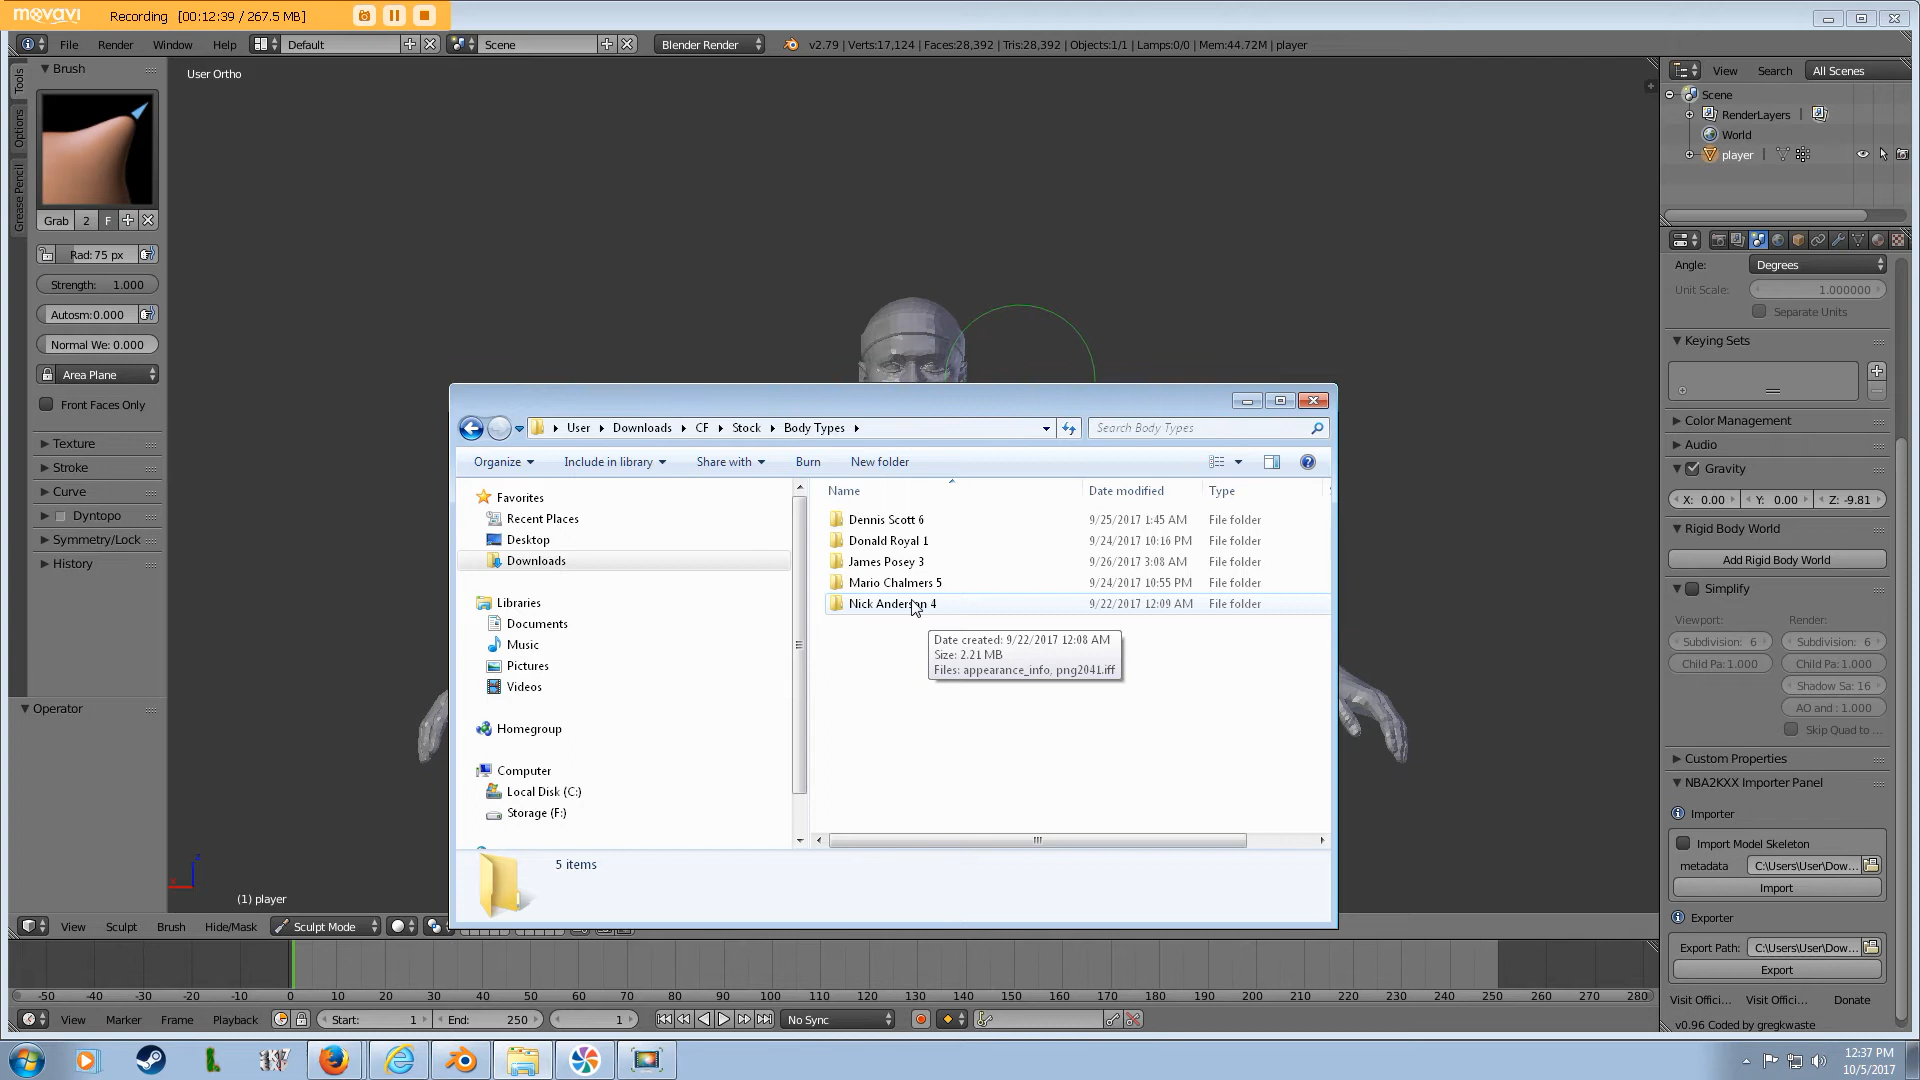 movavi Recording [00:12:39 / 267.5 MB]
File Render Window Help Default Scene Blender Render v2.79 | Verts:17,124 | Faces:28,392 | Tris:28,392 | Objects:1/1 | Lamps:0/0 | Mem:44.72M | player
Tools
Options
Grease Pencil
Brush
Grab 2 F
Rad: 75 px
Strength: 1.000
Autosm:0.000
Normal We: 0.000
Area Plane
Front Faces Only
Texture
Stroke
Curve
Dyntopo
Symmetry/Lock
History
Operator
User Ortho
(1) player
User Downloads CF Stock Body Types
Search Body Types
Organize Include in library Share with Burn New folder
Favorites
Recent Places
Desktop
Downloads
Libraries
Documents
Music
Pictures
Videos
Homegroup
Computer
Local Disk (C:)
Storage (F:)
Name Date modified Type
Dennis Scott 6 9/25/2017 1:45 AM File folder
Donald Royal 1 9/24/2017 10:16 PM File folder
James Posey 3 9/26/2017 3:08 AM File folder
Mario Chalmers 5 9/24/2017 10:55 PM File folder
Nick Anderson 4 9/22/2017 12:09 AM File folder
Date created: 9/22/2017 12:08 AM
Size: 2.21 MB
Files: appearance_info, png2041.iff
5 items
View Search All Scenes
Scene
RenderLayers |
World
player |
Angle: Degrees
Unit Scale: 1.000000
Separate Units
Keying Sets
Color Management
Audio
Gravity
X: 0.00 Y: 0.00 Z: -9.81
Rigid Body World
Add Rigid Body World
Simplify
Viewport: Render:
Subdivision: 6 Subdivision: 6
Child Pa: 1.000 Child Pa: 1.000
Shadow Sa: 16
AO and : 1.000
Skip Quad to ...
Custom Properties
NBA2KXX Importer Panel
Importer
Import Model Skeleton
metadata C:\Users\User\Dow...
Import
Exporter
Export Path: C:\Users\User\Dow...
Export
Visit Offici... Visit Offici... Donate
v0.96 Coded by gregkwaste
View Sculpt Brush Hide/Mask Sculpt Mode
-50 -40 -30 -20 -10 0 10 20 30 40 50 60 70 80 90 100 110 120 130 140 150 160 170 180 190 200 210 220 230 240 250 260 270 280
View Marker Frame Playback Start: 1 End: 250 1 No Sync
12:37 PM
10/5/2017